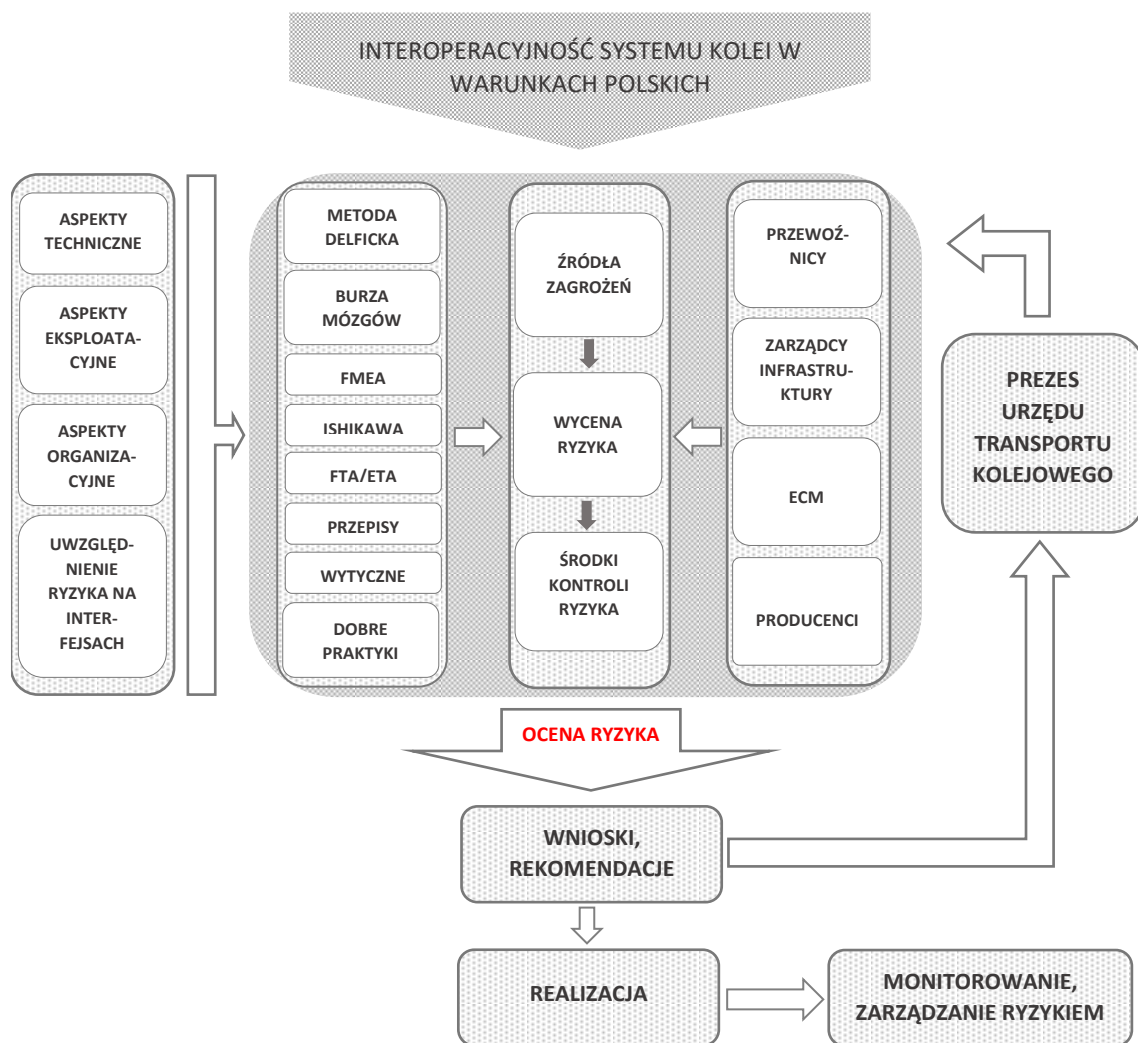 INTEROPERACYJNOŚĆ SYSTEMU KOLEI W
WARUNKACH POLSKICH
ASPEKTY
TECHNICZNE
ASPEKTY
EKSPLOATA-
CYJNE
ASPEKTY
ORGANIZA-
CYJNE
UWZGLĘD-
NIENIE
RYZYKA NA
INTER-
FEJSACH
METODA
DELFICKA
BURZA
MÓZGÓW
FMEA
ISHIKAWA
FTA/ETA
PRZEPISY
WYTYCZNE
DOBRE
PRAKTYKI
ŹRÓDŁA
ZAGROŻEŃ
WYCENA
RYZYKA
ŚRODKI
KONTROLI
RYZYKA
PRZEWOŹ-
NICY
ZARZĄDCY
INFRASTRU-
KTURY
ECM
PRODUCENCI
PREZES
URZĘDU
TRANSPORTU
KOLEJOWEGO
OCENA RYZYKA
WNIOSKI,
REKOMENDACJE
REALIZACJA
MONITOROWANIE,
ZARZĄDZANIE RYZYKIEM